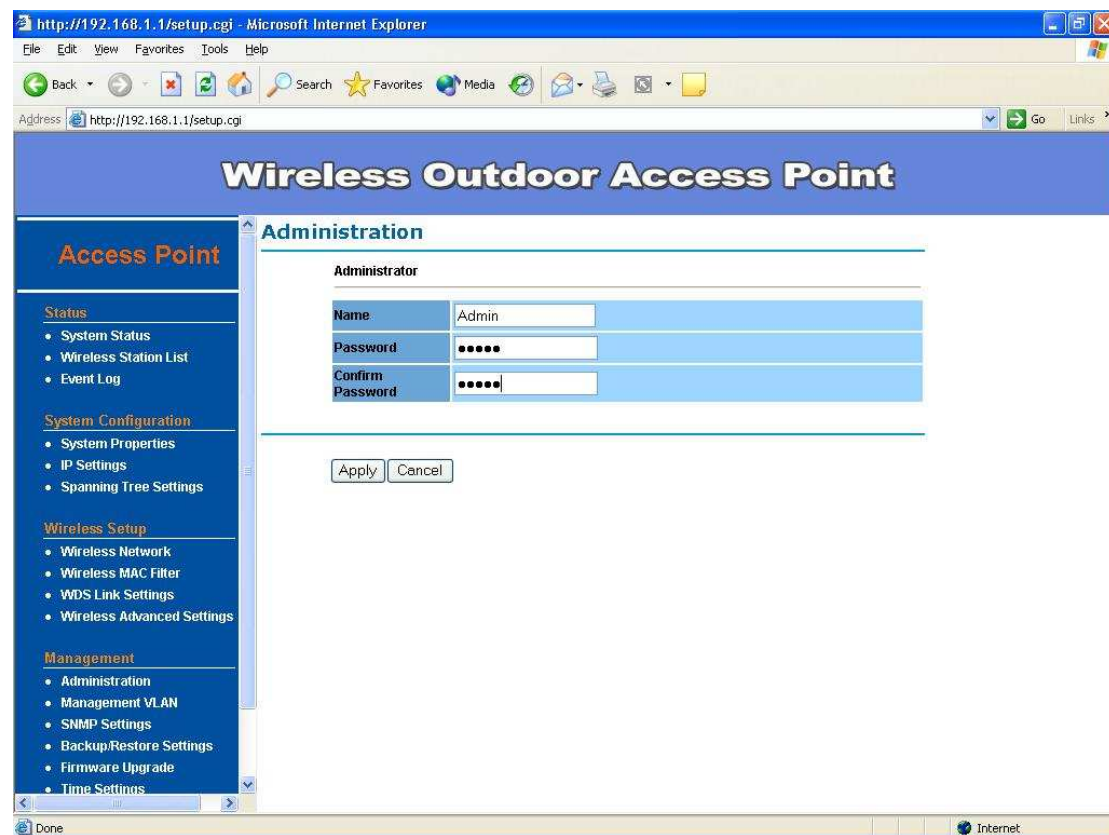 http://192.168.1.1/setup.cgi - Microsoft Internet Explorer
File Edit View Favorites Tools Help
Back Search Favorites Media
Address http://192.168.1.1/setup.cgi Go Links
Wireless Outdoor Access Point
Access Point
Status
System Status
Wireless Station List
Event Log
System Configuration
System Properties
IP Settings
Spanning Tree Settings
Wireless Setup
Wireless Network
Wireless MAC Filter
WDS Link Settings
Wireless Advanced Settings
Management
Administration
Management VLAN
SNMP Settings
Backup/Restore Settings
Firmware Upgrade
Time Settings
Administration
Administrator
Name Admin
Password •••••
Confirm
Password •••••
Apply Cancel
Done Internet